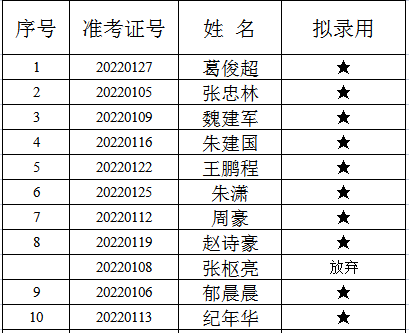 序号 准考证号 姓 名 拟录用
1 20220127 葛俊超 ★
2 20220105 张忠林 ★
3 20220109 魏建军 ★
4 20220116 朱建国 ★
5 20220122 王鹏程 ★
6 20220125 朱潇 ★
7 20220112 周豪 ★
8 20220119 赵诗豪 ★
20220108 张枢亮 放弃
9 20220106 郁晨晨 ★
10 20220113 纪年华 ★